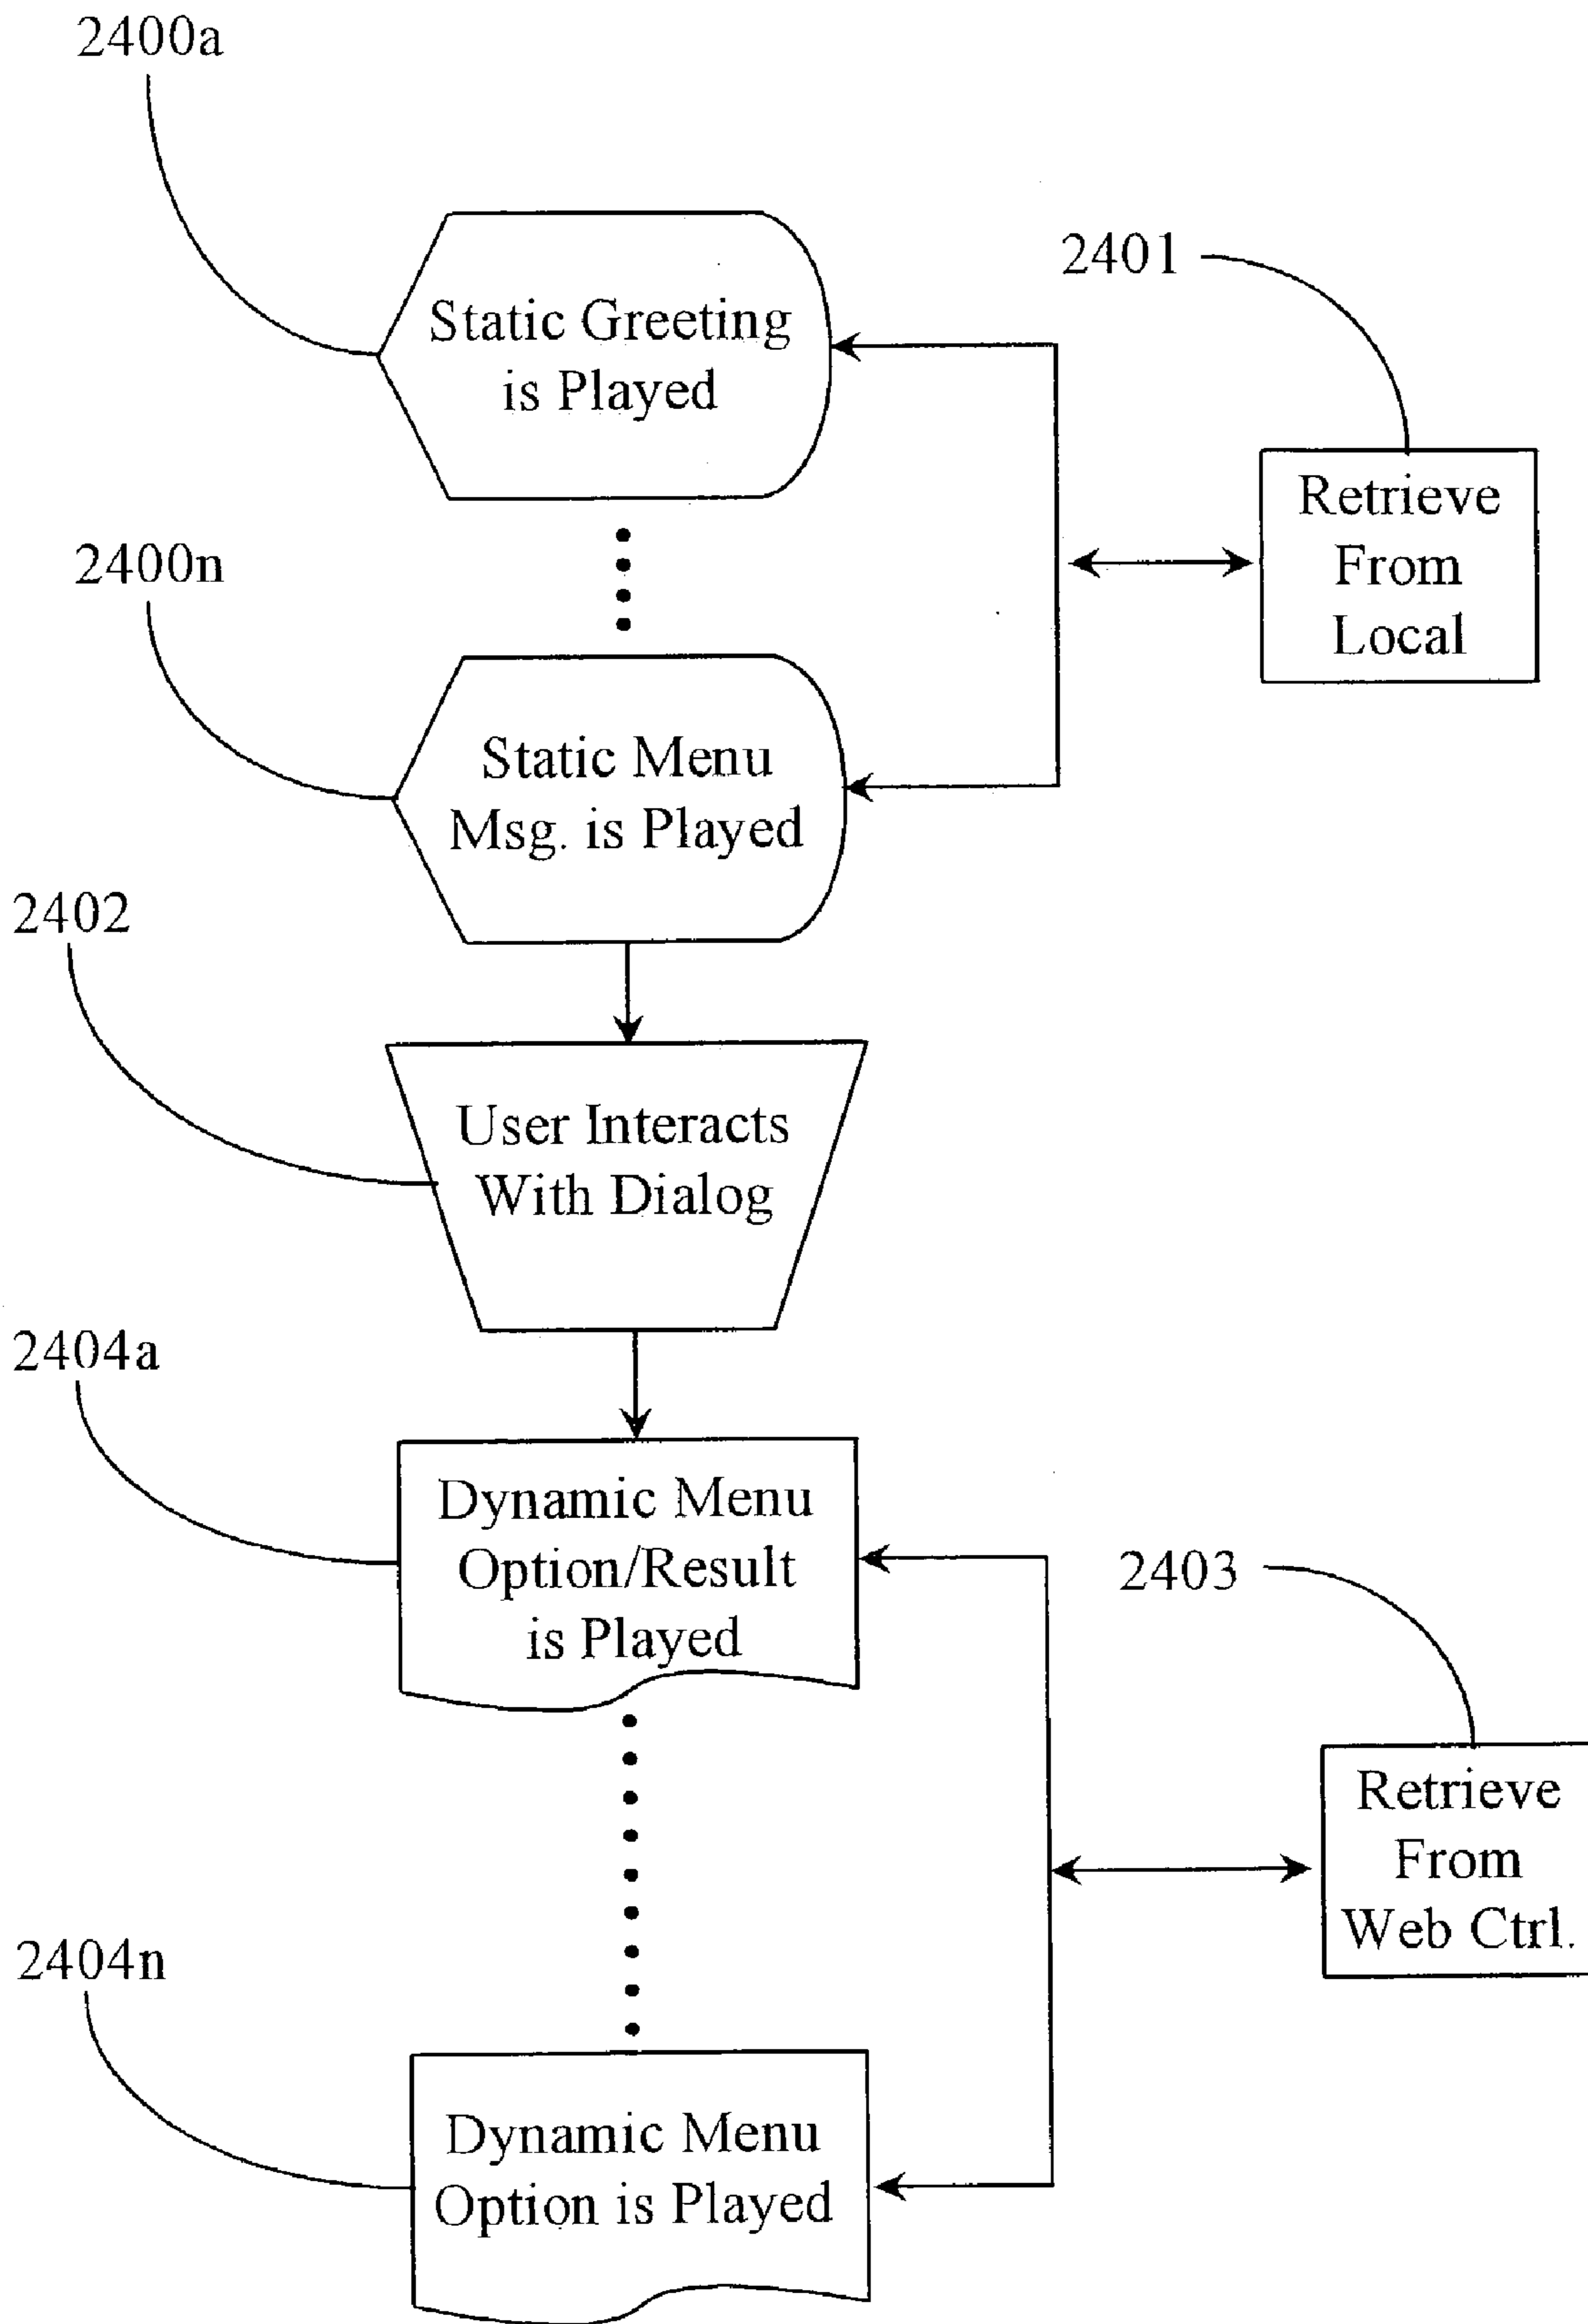 2400a
Static Greeting
is Played
2401
Retrieve
From
Local
2400n
Static Menu
Msg. is Played
2402
User Interacts
With Dialog
2404a
Dynamic Menu
Option/Result
is Played
2403
Retrieve
From
Web Ctrl.
2404n
Dynamic Menu
Option is Played